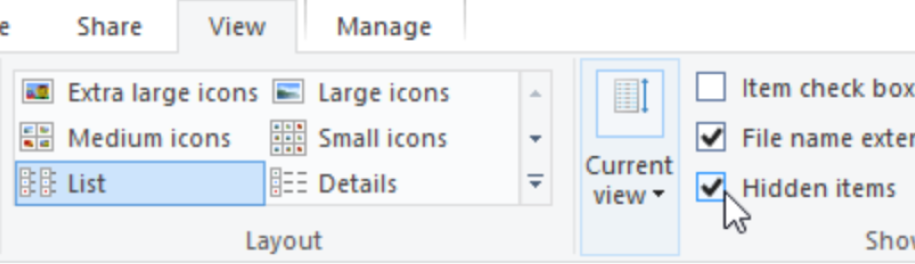 e Share View Manage
Extra large icons Large icons
Medium icons Small icons
List Details
Layout
Current
view
Item check box
File name exter
Hidden items
Show